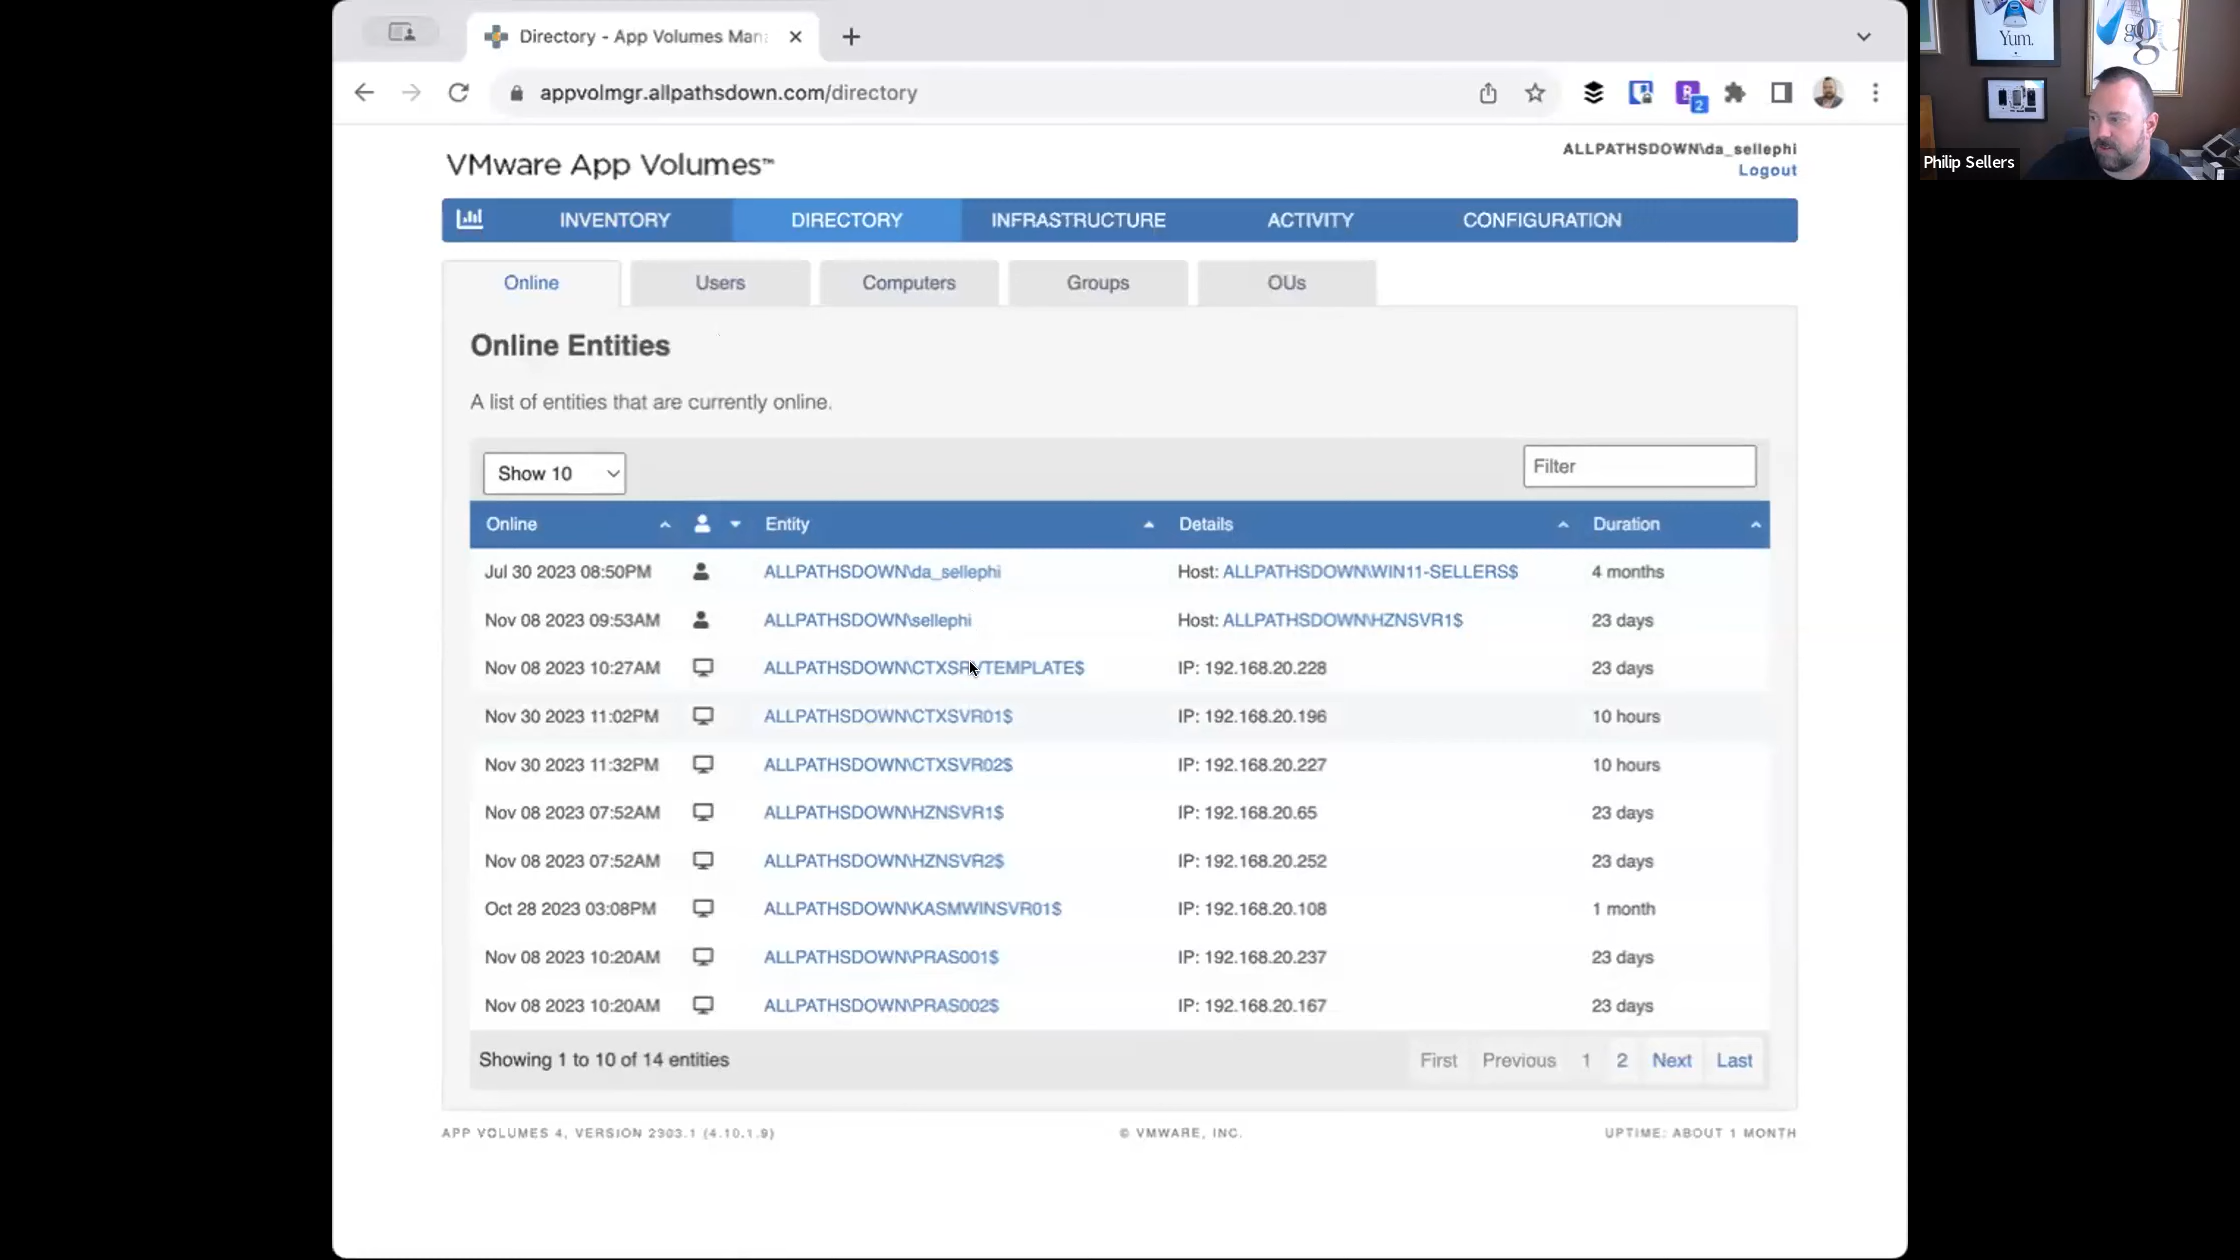 Directory - App Volumes Man
appvolmgr.allpathsdown.com/directory
2
Yum.
Philip Sellers
VMware App Volumes™
ALLPATHSDOWN\da_sellephi
Logout
INVENTORY DIRECTORY INFRASTRUCTURE ACTIVITY CONFIGURATION
Online Users Computers Groups OUs
Online Entities
A list of entities that are currently online.
Show 10 Filter
Online Entity Details Duration
Jul 30 2023 08:50PM ALLPATHSDOWN\da_sellephi Host: ALLPATHSDOWN\WIN11-SELLERS$ 4 months
Nov 08 2023 09:53AM ALLPATHSDOWN\sellephi Host: ALLPATHSDOWN\HZNSVR1$ 23 days
Nov 08 2023 10:27AM IP: 192.168.20.228 23 days
Nov 30 2023 11:02PM ALLPATHSDOWN\CTXSVR01$ IP: 192.168.20.196 10 hours
Nov 30 2023 11:32PM ALLPATHSDOWN\CTXSVR02$ IP: 192.168.20.227 10 hours
Nov 08 2023 07:52AM ALLPATHSDOWN\HZNSVR1$ IP: 192.168.20.65 23 days
Nov 08 2023 07:52AM ALLPATHSDOWN\HZNSVR2$ IP: 192.168.20.252 23 days
Oct 28 2023 03:08PM ALLPATHSDOWN\KASMWINSVR01$ IP: 192.168.20.108 1 month
Nov 08 2023 10:20AM ALLPATHSDOWN\PRAS001$ IP: 192.168.20.237 23 days
Nov 08 2023 10:20AM ALLPATHSDOWN\PRAS002$ IP: 192.168.20.167 23 days
Showing 1 to 10 of 14 entities First Previous 1 2 Next Last
APP VOLUMES 4, VERSION 2303.1 (4.10.1.9) © VMWARE, INC. UPTIME: ABOUT 1 MONTH